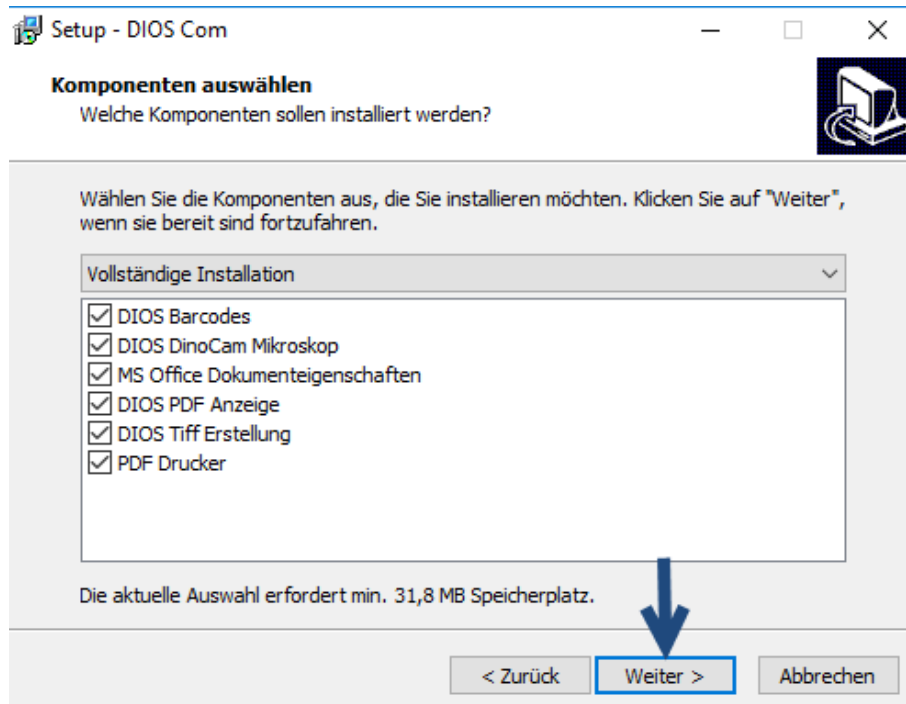 Setup - DIOS Com
Komponenten auswählen
Welche Komponenten sollen installiert werden?
Wählen Sie die Komponenten aus, die Sie installieren möchten. Klicken Sie auf "Weiter",
wenn sie bereit sind fortzufahren.
Vollständige Installation
DIOS Barcodes
DIOS DinoCam Mikroskop
MS Office Dokumenteigenschaften
DIOS PDF Anzeige
DIOS Tiff Erstellung
PDF Drucker
Die aktuelle Auswahl erfordert min. 31,8 MB Speicherplatz.
< Zurück Weiter > Abbrechen